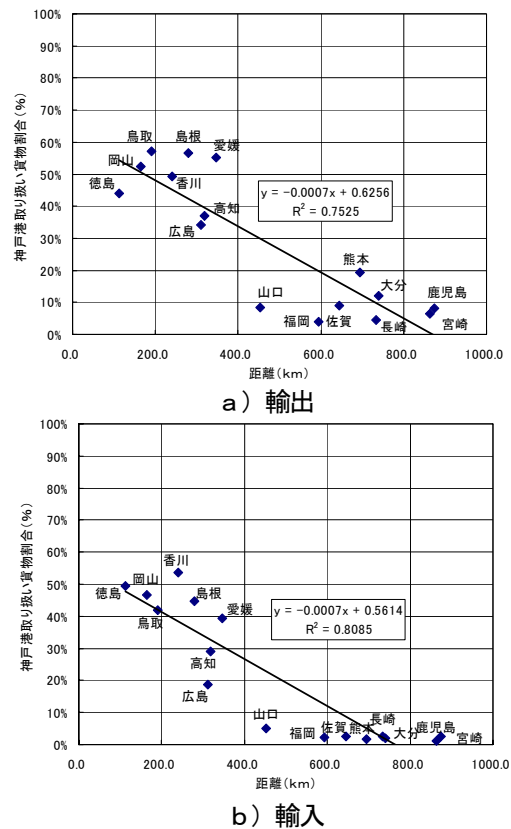 100%
90%
80%
70%
60%
50%
40%
30%
20%
10%
0%
神戸港取り扱い貨物割合(%)
鳥取 島根
愛媛
岡山
徳島 香川
高知
広島
y = -0.0007x + 0.6256
R² = 0.7525
熊本
大分
山口 鹿児島
福岡 佐賀 長崎 宮崎
0.0 200.0 400.0 600.0 800.0 1000.0
距離(km)
a）輸出
100%
90%
80%
70%
60%
50%
40%
30%
20%
10%
0%
神戸港取り扱い貨物割合(%)
香川
岡山
徳島 島根
鳥取 愛媛
高知
広島
y = -0.0007x + 0.5614
R² = 0.8085
山口 長崎
福岡 佐賀 熊本 大分 鹿児島
宮崎
0.0 200.0 400.0 600.0 800.0 1000.0
距離(km)
b）輸入